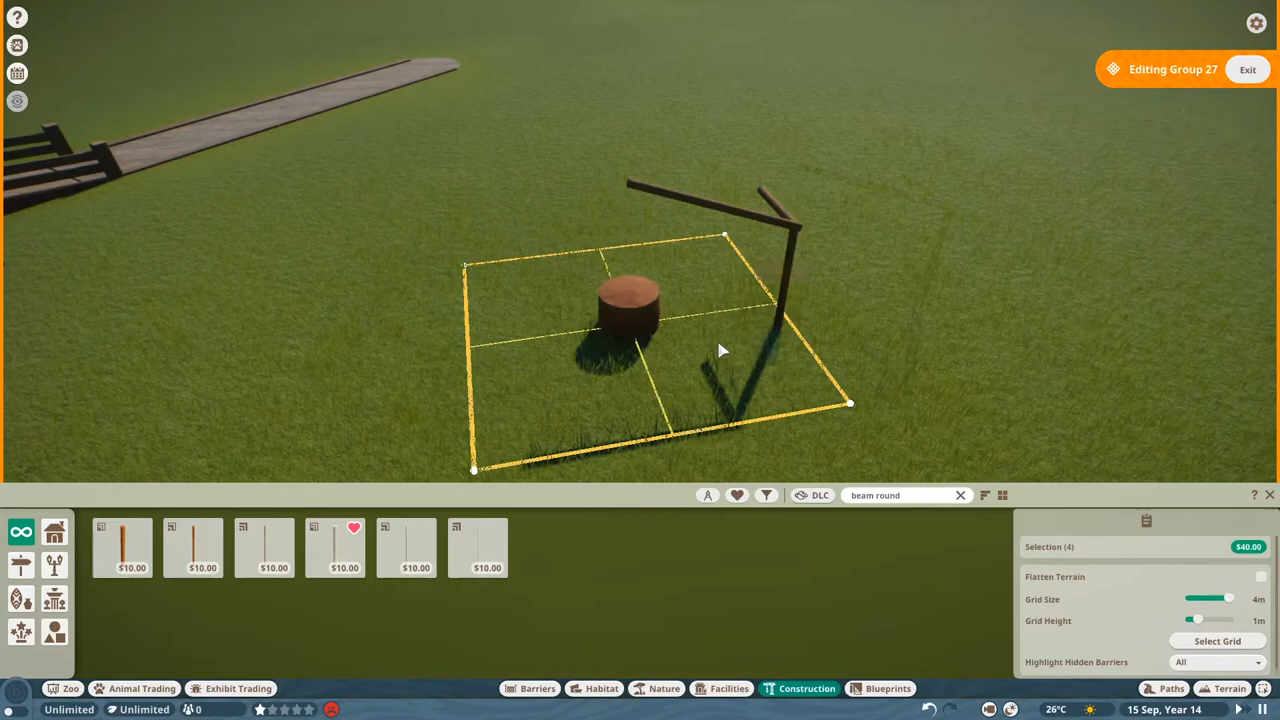 ?
Editing Group 27
Exit
DLC
beam round
?
$10.00
$10.00
$10.00
$10.00
$10.00
$10.00
Selection (4)
$40.00
Flatten Terrain
Grid Size
4m
Grid Height
1m
Select Grid
Highlight Hidden Barriers
All
Zoo
Animal Trading
Exhibit Trading
Barriers
Habitat
Nature
Facilities
Construction
Blueprints
Paths
Terrain
Unlimited
Unlimited
0
26°C
15 Sep, Year 14